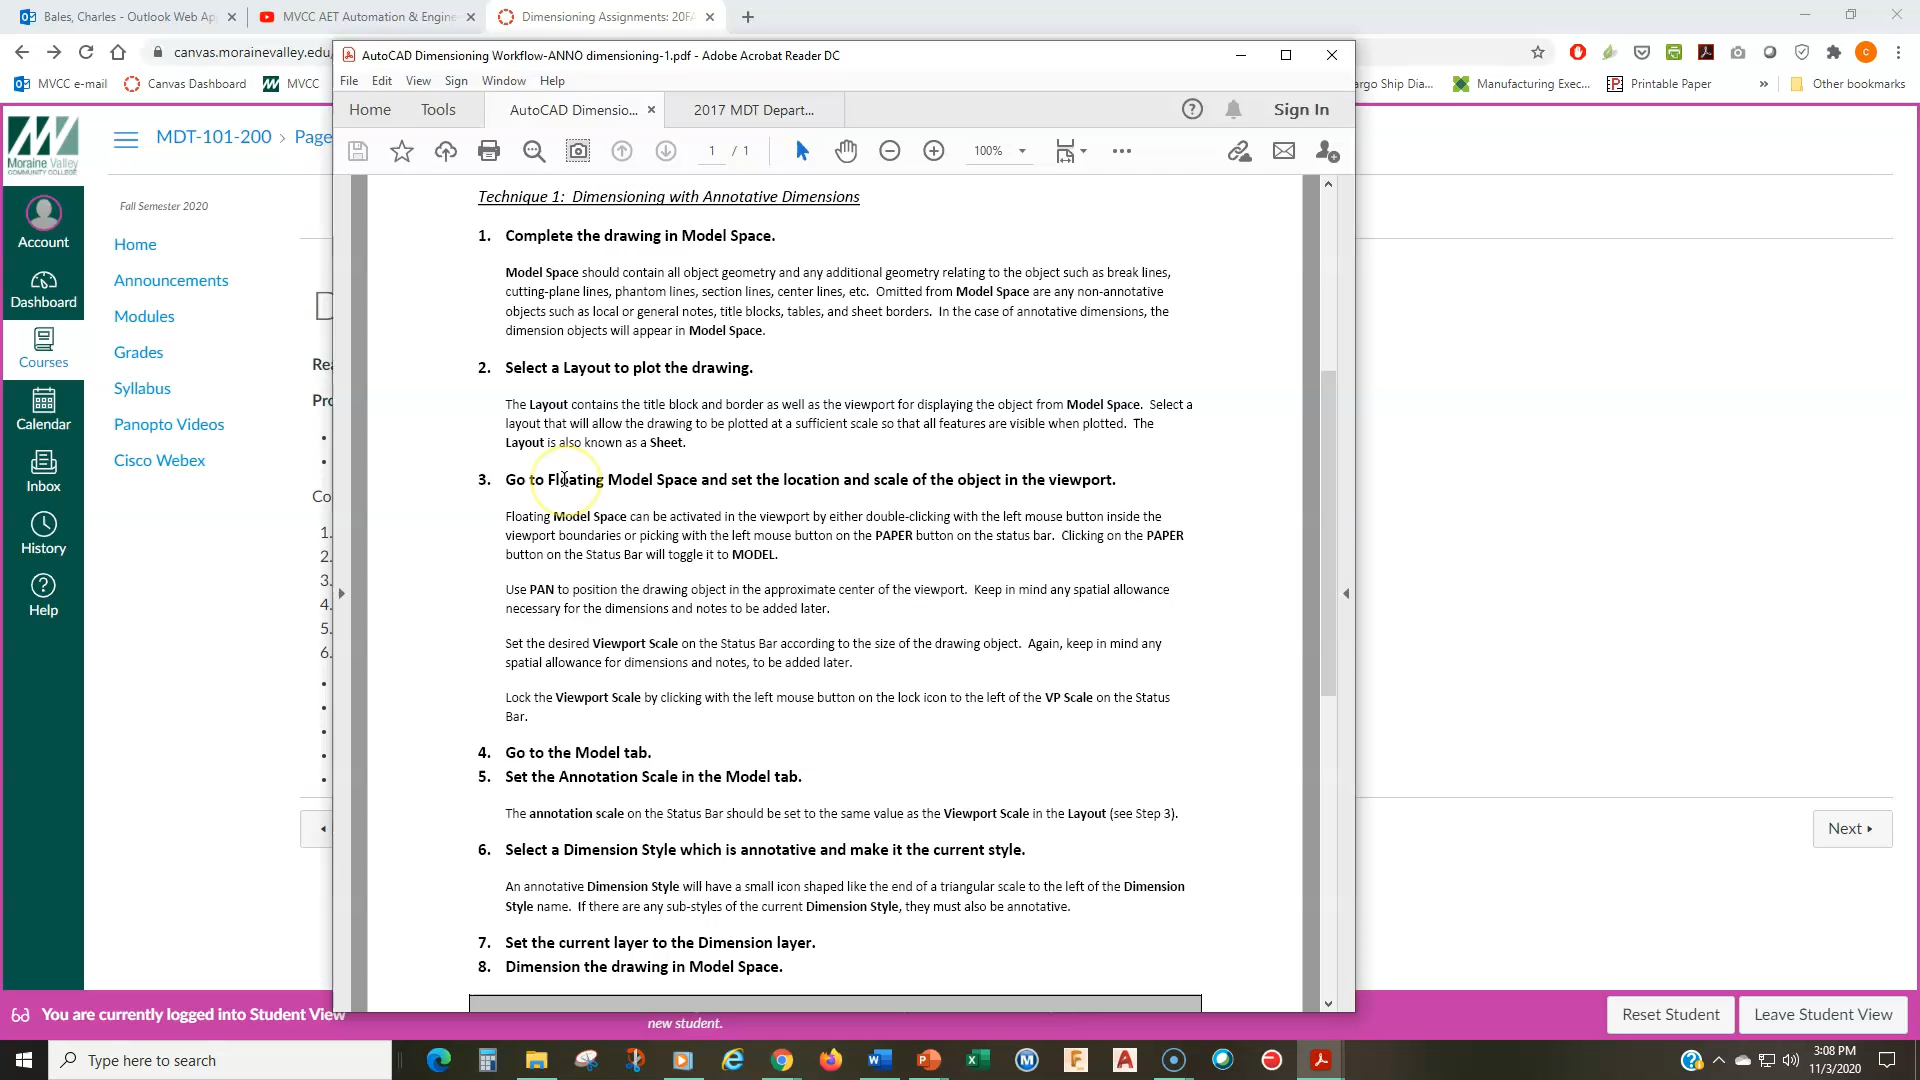 Bales, Charles - Outlook Web Ap
MVCC AET Automation & Engine
Dimensioning Assignments: 20FA
canvas.morainevalley.edu/
MVCC e-mail
Canvas Dashboard
MVCC
argo Ship Dia...
Manufacturing Exec...
Printable Paper
Other bookmarks
AutoCAD Dimensioning Workflow-ANNO dimensioning-1.pdf - Adobe Acrobat Reader DC
File Edit View Sign Window Help
Home Tools AutoCAD Dimensio... 2017 MDT Depart... Sign In
1 / 1 100%
Moraine Valley
COMMUNITY COLLEGE
Account
Dashboard
Courses
Calendar
Inbox
History
Help
MDT-101-200 › Page
Fall Semester 2020
Home
Announcements
Modules
Grades
Syllabus
Panopto Videos
Cisco Webex
D
Rea
Pro
Co
1.
2.
3.
4.
5.
6.
Technique 1: Dimensioning with Annotative Dimensions
1. Complete the drawing in Model Space.
Model Space should contain all object geometry and any additional geometry relating to the object such as break lines,
cutting-plane lines, phantom lines, section lines, center lines, etc. Omitted from Model Space are any non-annotative
objects such as local or general notes, title blocks, tables, and sheet borders. In the case of annotative dimensions, the
dimension objects will appear in Model Space.
2. Select a Layout to plot the drawing.
The Layout contains the title block and border as well as the viewport for displaying the object from Model Space. Select a
layout that will allow the drawing to be plotted at a sufficient scale so that all features are visible when plotted. The
Layout is also known as a Sheet.
3. Go to Floating Model Space and set the location and scale of the object in the viewport.
Floating Model Space can be activated in the viewport by either double-clicking with the left mouse button inside the
viewport boundaries or picking with the left mouse button on the PAPER button on the status bar. Clicking on the PAPER
button on the Status Bar will toggle it to MODEL.
Use PAN to position the drawing object in the approximate center of the viewport. Keep in mind any spatial allowance
necessary for the dimensions and notes to be added later.
Set the desired Viewport Scale on the Status Bar according to the size of the drawing object. Again, keep in mind any
spatial allowance for dimensions and notes, to be added later.
Lock the Viewport Scale by clicking with the left mouse button on the lock icon to the left of the VP Scale on the Status
Bar.
4. Go to the Model tab.
5. Set the Annotation Scale in the Model tab.
The annotation scale on the Status Bar should be set to the same value as the Viewport Scale in the Layout (see Step 3).
6. Select a Dimension Style which is annotative and make it the current style.
An annotative Dimension Style will have a small icon shaped like the end of a triangular scale to the left of the Dimension
Style name. If there are any sub-styles of the current Dimension Style, they must also be annotative.
7. Set the current layer to the Dimension layer.
8. Dimension the drawing in Model Space.
Next
You are currently logged into Student View
new student.
Reset Student
Leave Student View
Type here to search
3:08 PM
11/3/2020